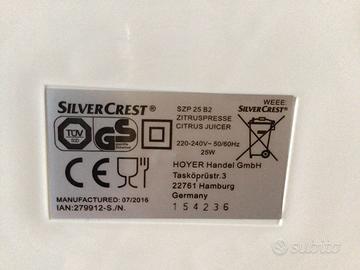 SILVERCREST®
SZP 25 B2
ZITRUSPRESSE
CITRUS JUICER
WEEE:
SILVERCREST®
TÜV
SÜD
GS
220-240V~ 50/60Hz
25W
HOYER Handel GmbH
Tasköprüstr.3
22761 Hamburg
Germany
CE
MANUFACTURED: 07/2016
IAN:279912-S./N.
154236
subito